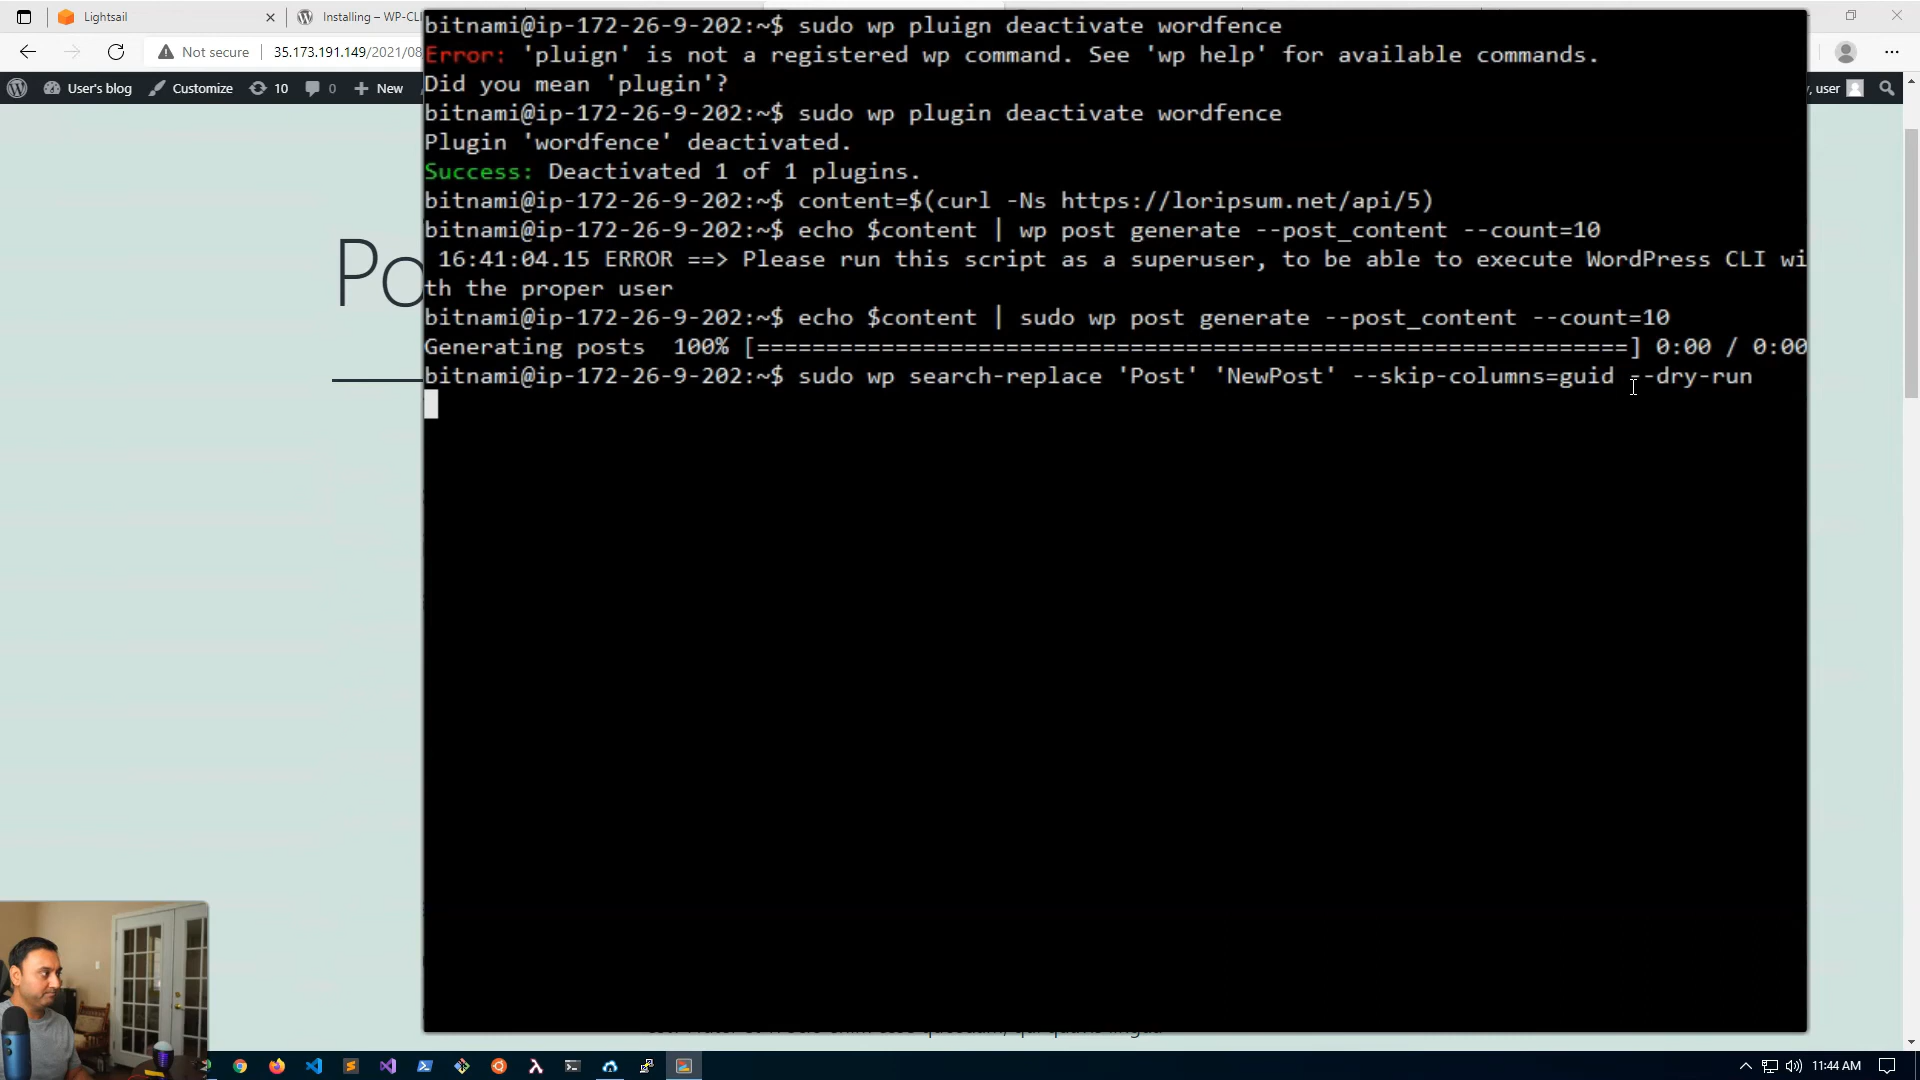 Lightsail
Installing – WP-CL
Not secure
35.173.191.149/2021/08
User's blog
Customize
10
0
New
, user
Po
bitnami@ip-172-26-9-202:~$ sudo wp pluign deactivate wordfence
Error: 'pluign' is not a registered wp command. See 'wp help' for available commands.
Did you mean 'plugin'?
bitnami@ip-172-26-9-202:~$ sudo wp plugin deactivate wordfence
Plugin 'wordfence' deactivated.
Success: Deactivated 1 of 1 plugins.
bitnami@ip-172-26-9-202:~$ content=$(curl -Ns https://loripsum.net/api/5)
bitnami@ip-172-26-9-202:~$ echo $content | wp post generate --post_content --count=10
16:41:04.15 ERROR ==> Please run this script as a superuser, to be able to execute WordPress CLI wi
th the proper user
bitnami@ip-172-26-9-202:~$ echo $content | sudo wp post generate --post_content --count=10
Generating posts  100% [===============================================================] 0:00 / 0:00
bitnami@ip-172-26-9-202:~$ sudo wp search-replace 'Post' 'NewPost' --skip-columns=guid --dry-run
11:44 AM